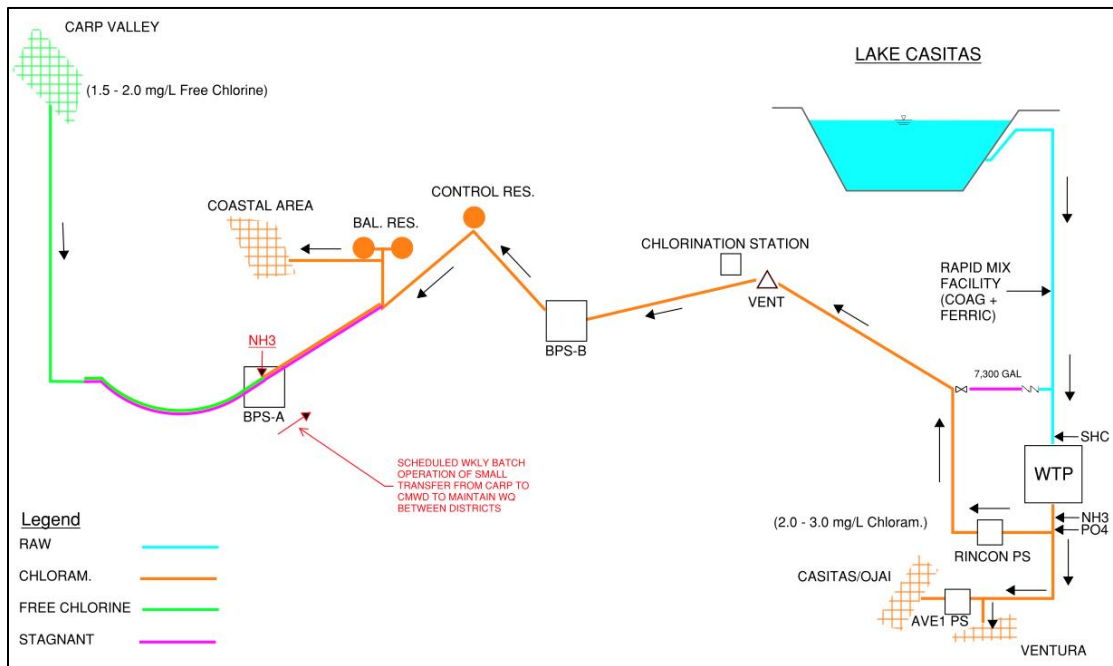 CARP VALLEY
(1.5 - 2.0 mg/L Free Chlorine)
LAKE CASITAS
CONTROL RES.
COASTAL AREA
BAL. RES.
CHLORINATION STATION
VENT
RAPID MIX
FACILITY
(COAG +
FERRIC)
BPS-B
NH3
BPS-A
7,300 GAL
SHC
WTP
SCHEDULED WKLY BATCH
OPERATION OF SMALL
TRANSFER FROM CARP TO
CMWD TO MAINTAIN WQ
BETWEEN DISTRICTS
(2.0 - 3.0 mg/L Chloram.)
NH3
PO4
RINCON PS
CASITAS/OJAI
AVE1 PS
VENTURA
Legend
RAW
CHLORAM.
FREE CHLORINE
STAGNANT